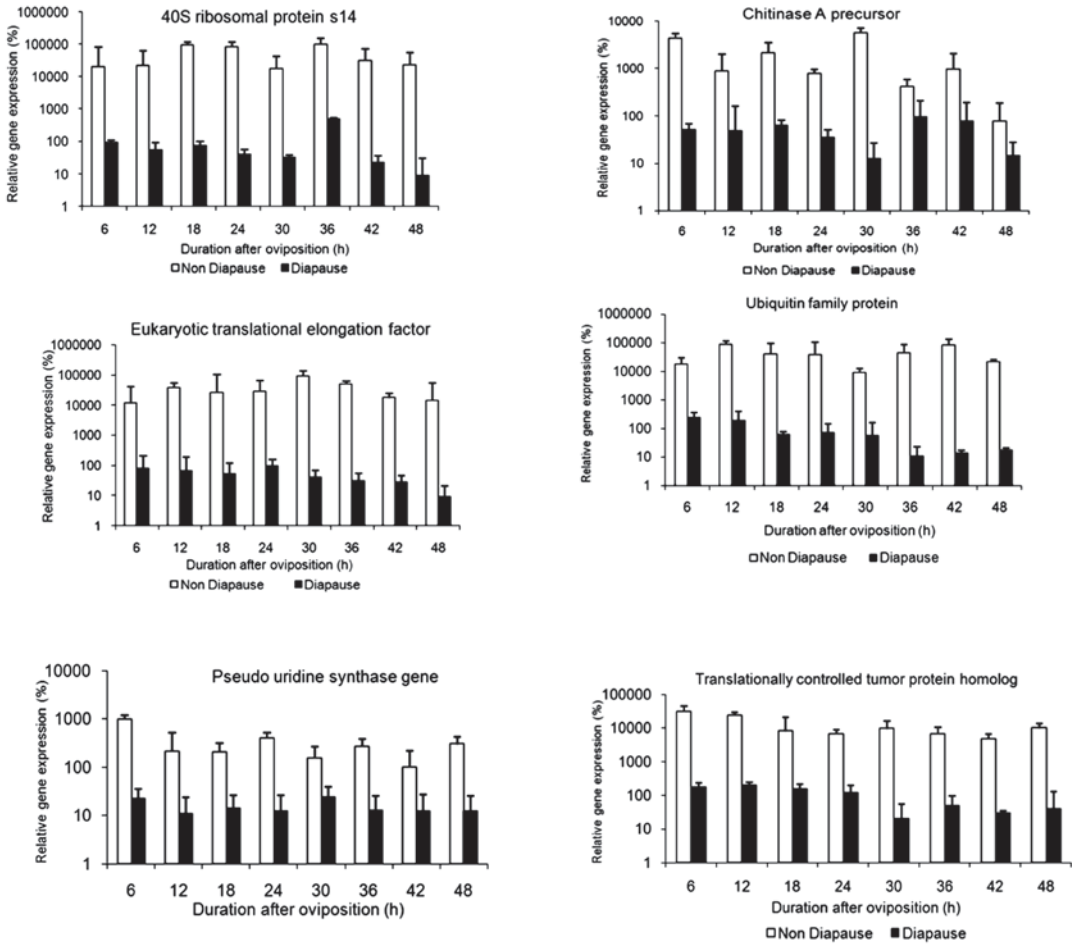 40S ribosomal protein s14
Relative gene expression (%)
1000000
100000
10000
1000
100
10
1
6 12 18 24 30 36 42 48
Duration after oviposition (h)
Non Diapause Diapause
Chitinase A precursor
Relative gene expression (%)
10000
1000
100
10
1
6 12 18 24 30 36 42 48
Duration after oviposition (h)
Non Diapause Diapause
Eukaryotic translational elongation factor
Relative gene expression (%)
1000000
100000
10000
1000
100
10
1
6 12 18 24 30 36 42 48
Duration after oviposition (h)
Non Diapause Diapause
Ubiquitin family protein
Relative gene expression (%)
1000000
100000
10000
1000
100
10
1
6 12 18 24 30 36 42 48
Duration after oviposition (h)
Non Diapause Diapause
Pseudo uridine synthase gene
Relative gene expression (%)
10000
1000
100
10
1
6 12 18 24 30 36 42 48
Duration after oviposition (h)
Non Diapause Diapause
Translationally controlled tumor protein homolog
Relative gene expression (%)
100000
10000
1000
100
10
1
6 12 18 24 30 36 42 48
Duration after oviposition (h)
Non Diapause Diapause